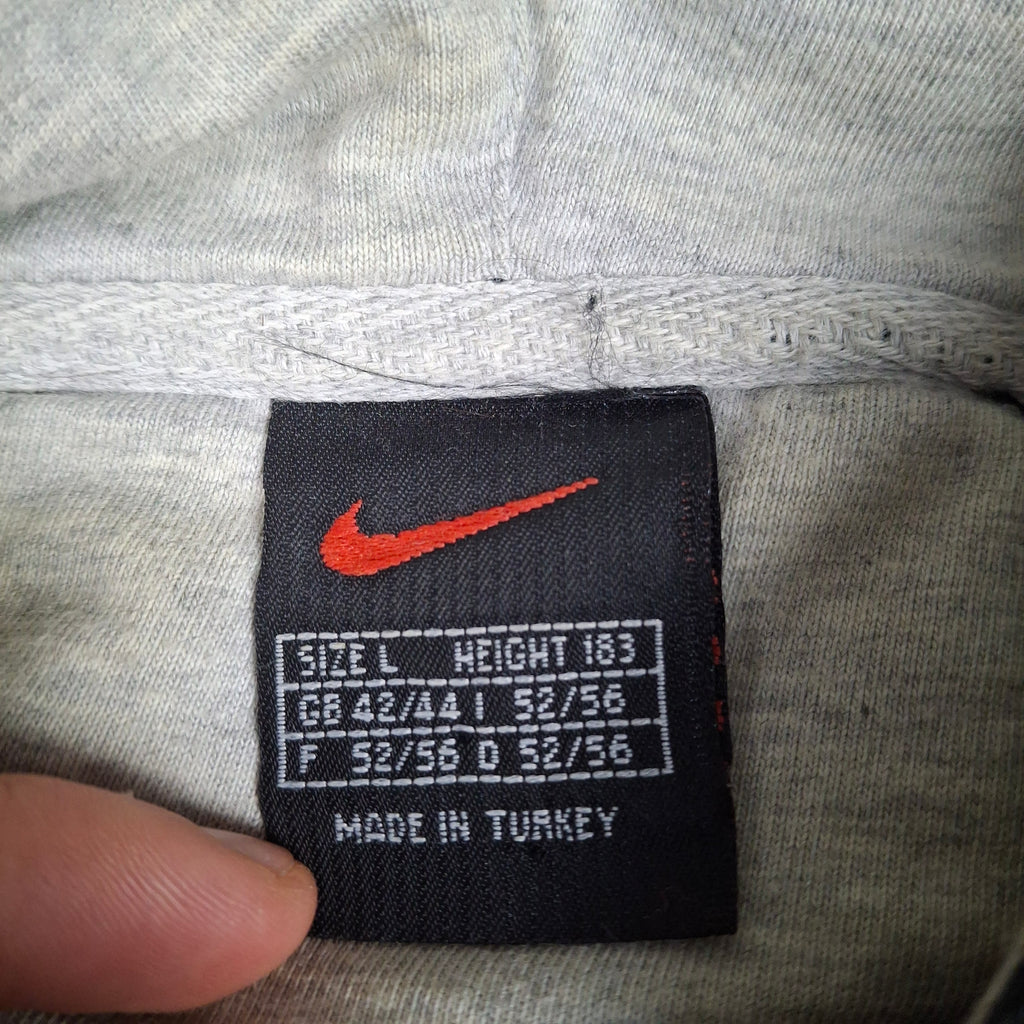 SIZE L HEIGHT 183
GB 42/44 I 52/56
F 52/56 D 52/56
MADE IN TURKEY